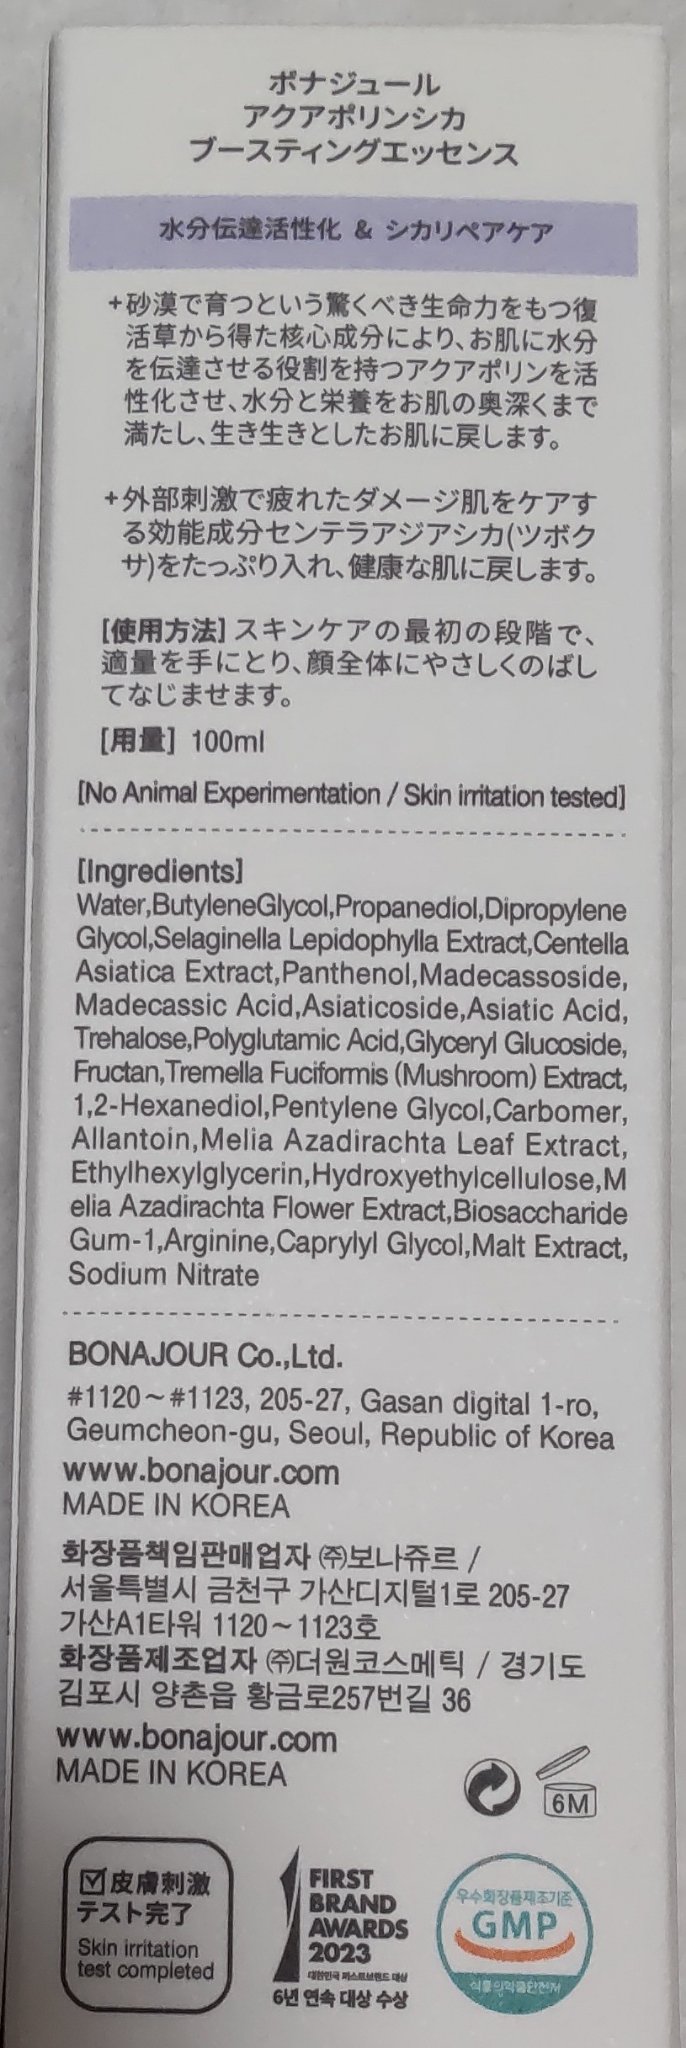 ボナジュール
アクアポリンシカ
ブースティングエッセンス
水分伝達活性化 & シカリペアケア
+砂漠で育つという驚くべき生命力をもつ復
活草から得た核心成分により、お肌に水分
を伝達させる役割を持つアクアポリンを活
性化させ、水分と栄養をお肌の奥深くまで
満たし、生き生きとしたお肌に戻します。
+外部刺激で疲れたダメージ肌をケアす
る効能成分センテラアジアシカ(ツボク
サ)をたっぷり入れ、健康な肌に戻します。
[使用方法] スキンケアの最初の段階で、
適量を手にとり、顔全体にやさしくのばし
てなじませます。
[用量] 100ml
[No Animal Experimentation / Skin irritation tested]
[Ingredients]
Water,ButyleneGlycol,Propanediol,Dipropylene
Glycol,Selaginella Lepidophylla Extract,Centella
Asiatica Extract,Panthenol,Madecassoside,
Madecassic Acid,Asiaticoside,Asiatic Acid,
Trehalose,Polyglutamic Acid,Glyceryl Glucoside,
Fructan,Tremella Fuciformis (Mushroom) Extract,
1,2-Hexanediol,Pentylene Glycol,Carbomer,
Allantoin,Melia Azadirachta Leaf Extract,
Ethylhexylglycerin,Hydroxyethylcellulose,M
elia Azadirachta Flower Extract,Biosaccharide
Gum-1,Arginine,Caprylyl Glycol,Malt Extract,
Sodium Nitrate
BONAJOUR Co.,Ltd.
#1120～#1123, 205-27, Gasan digital 1-ro,
Geumcheon-gu, Seoul, Republic of Korea
www.bonajour.com
MADE IN KOREA
화장품책임판매업자 ㈜보나쥬르 /
서울특별시 금천구 가산디지털1로 205-27
가산A1타워 1120～1123호
화장품제조업자 ㈜더원코스메틱 / 경기도
김포시 양촌읍 황금로257번길 36
www.bonajour.com
MADE IN KOREA
6M
皮膚刺激
テスト完了
Skin irritation
test completed
FIRST
BRAND
AWARDS
2023
대한민국 퍼스트브랜드 대상
6년 연속 대상 수상
우수화장품제조기준
GMP
식품의약품안전처